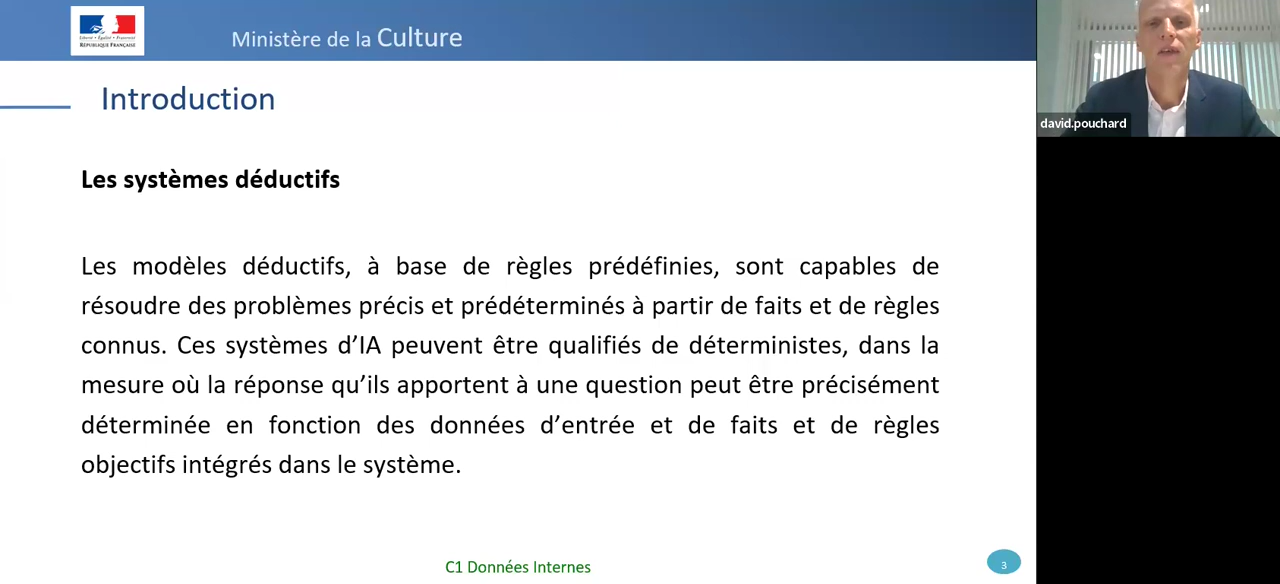 Liberté • Égalité • Fraternité
RÉPUBLIQUE FRANÇAISE
Ministère de la Culture
Introduction
david.pouchard
Les systèmes déductifs
Les modèles déductifs, à base de règles prédéfinies, sont capables de
résoudre des problèmes précis et prédéterminés à partir de faits et de règles
connus. Ces systèmes d’IA peuvent être qualifiés de déterministes, dans la
mesure où la réponse qu’ils apportent à une question peut être précisément
déterminée en fonction des données d’entrée et de faits et de règles
objectifs intégrés dans le système.
C1 Données Internes
3